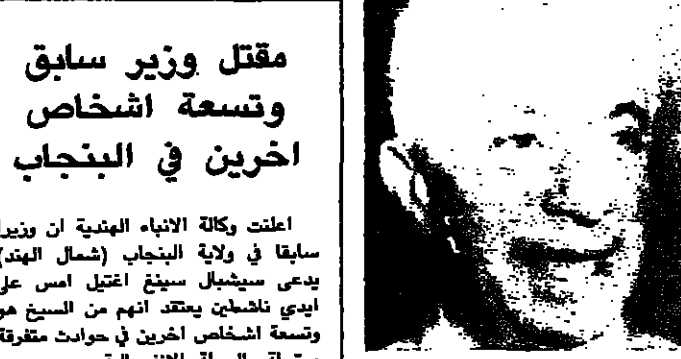 مقتل وزير سابق
وتسعة اشخاص
اخرين في البنجاب
اعلنت وكالة الانباء الهندية ان وزيرا
سابقا في ولاية البنجاب (شمال الهند)
يدعى سيشبال سينغ اغتيل امس على
ايدي ناشطين يعتقد انهم من السيخ هو
وتسعة اشخاص اخرين في حوادث متفرقة